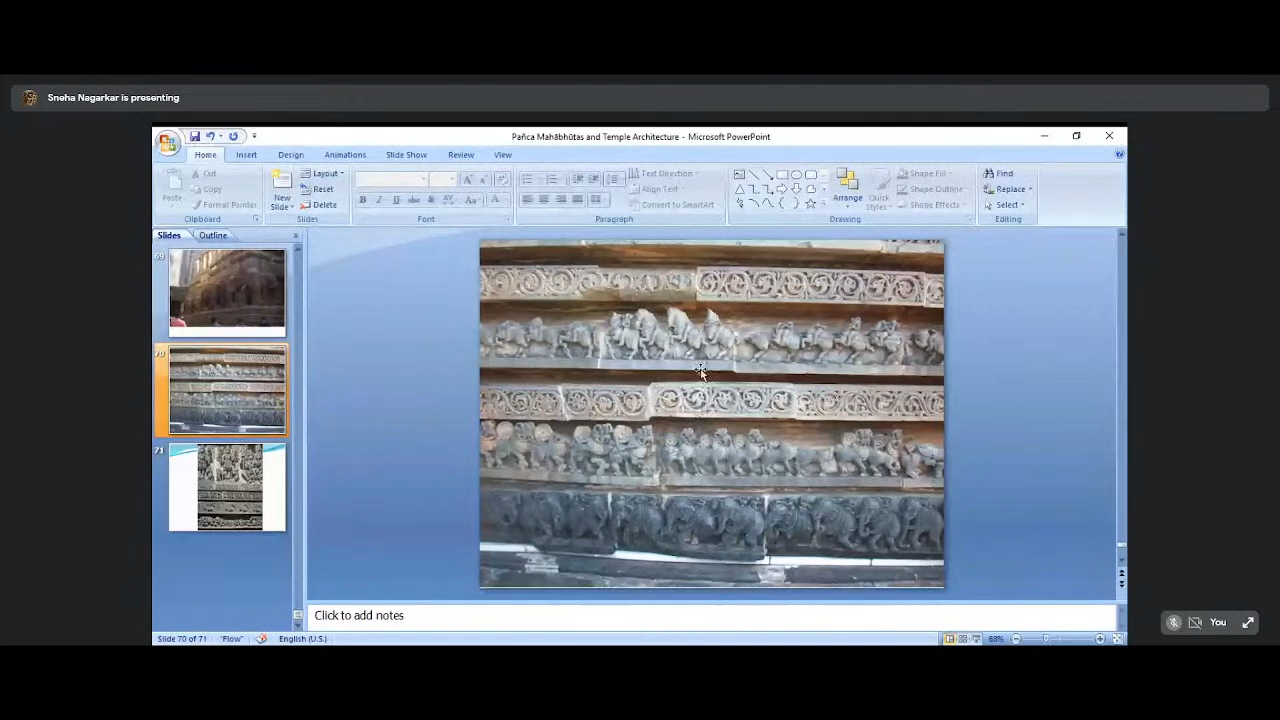 Sneha Nagarkar is presenting
Pañca Mahābhūtas and Temple Architecture - Microsoft PowerPoint
Home Insert Design Animations Slide Show Review View
Paste
Cut
Copy
Format Painter
Clipboard
New Slide
Layout
Reset
Delete
Slides
Font
Text Direction
Align Text
Convert to SmartArt
Paragraph
Arrange
Quick Styles
Shape Fill
Shape Outline
Shape Effects
Drawing
Find
Replace
Select
Editing
Slides Outline
69
70
71
Click to add notes
Slide 70 of 71 "Flow" English (U.S.) 68%
You